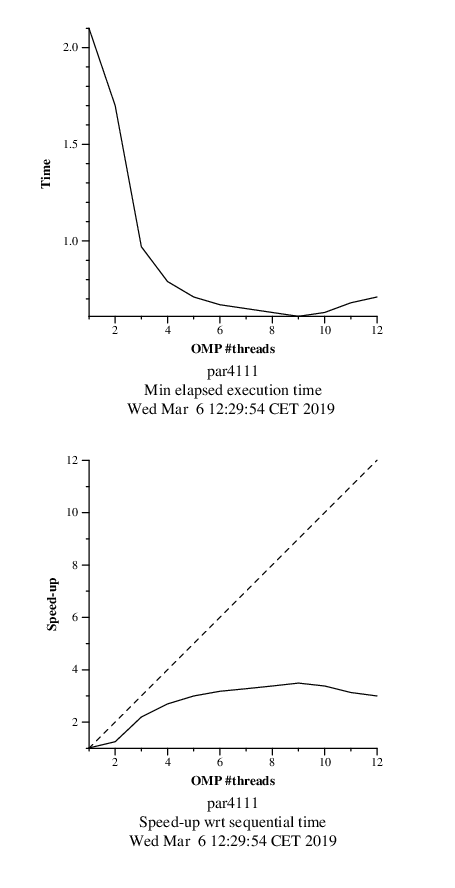 2.0
1.5
Time
1.0
2 4 6 8 10 12
OMP #threads
par4111
Min elapsed execution time
Wed Mar  6 12:29:54 CET 2019
12
10
8
Speed-up
6
4
2
2 4 6 8 10 12
OMP #threads
par4111
Speed-up wrt sequential time
Wed Mar  6 12:29:54 CET 2019